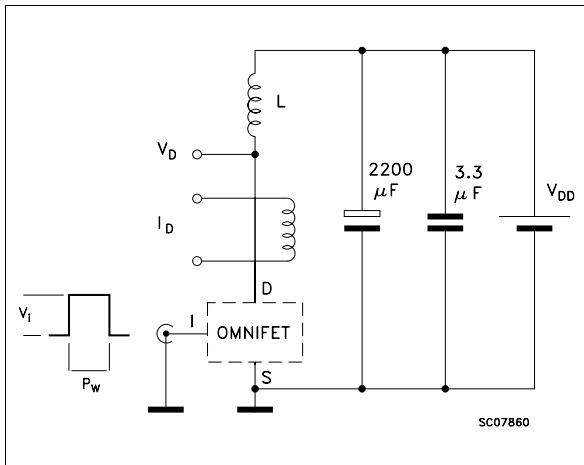 L
V_D
2200
μF
3.3
μF
V_DD
I_D
D
V_i
I
OMNIFET
P_W
S
SC07860